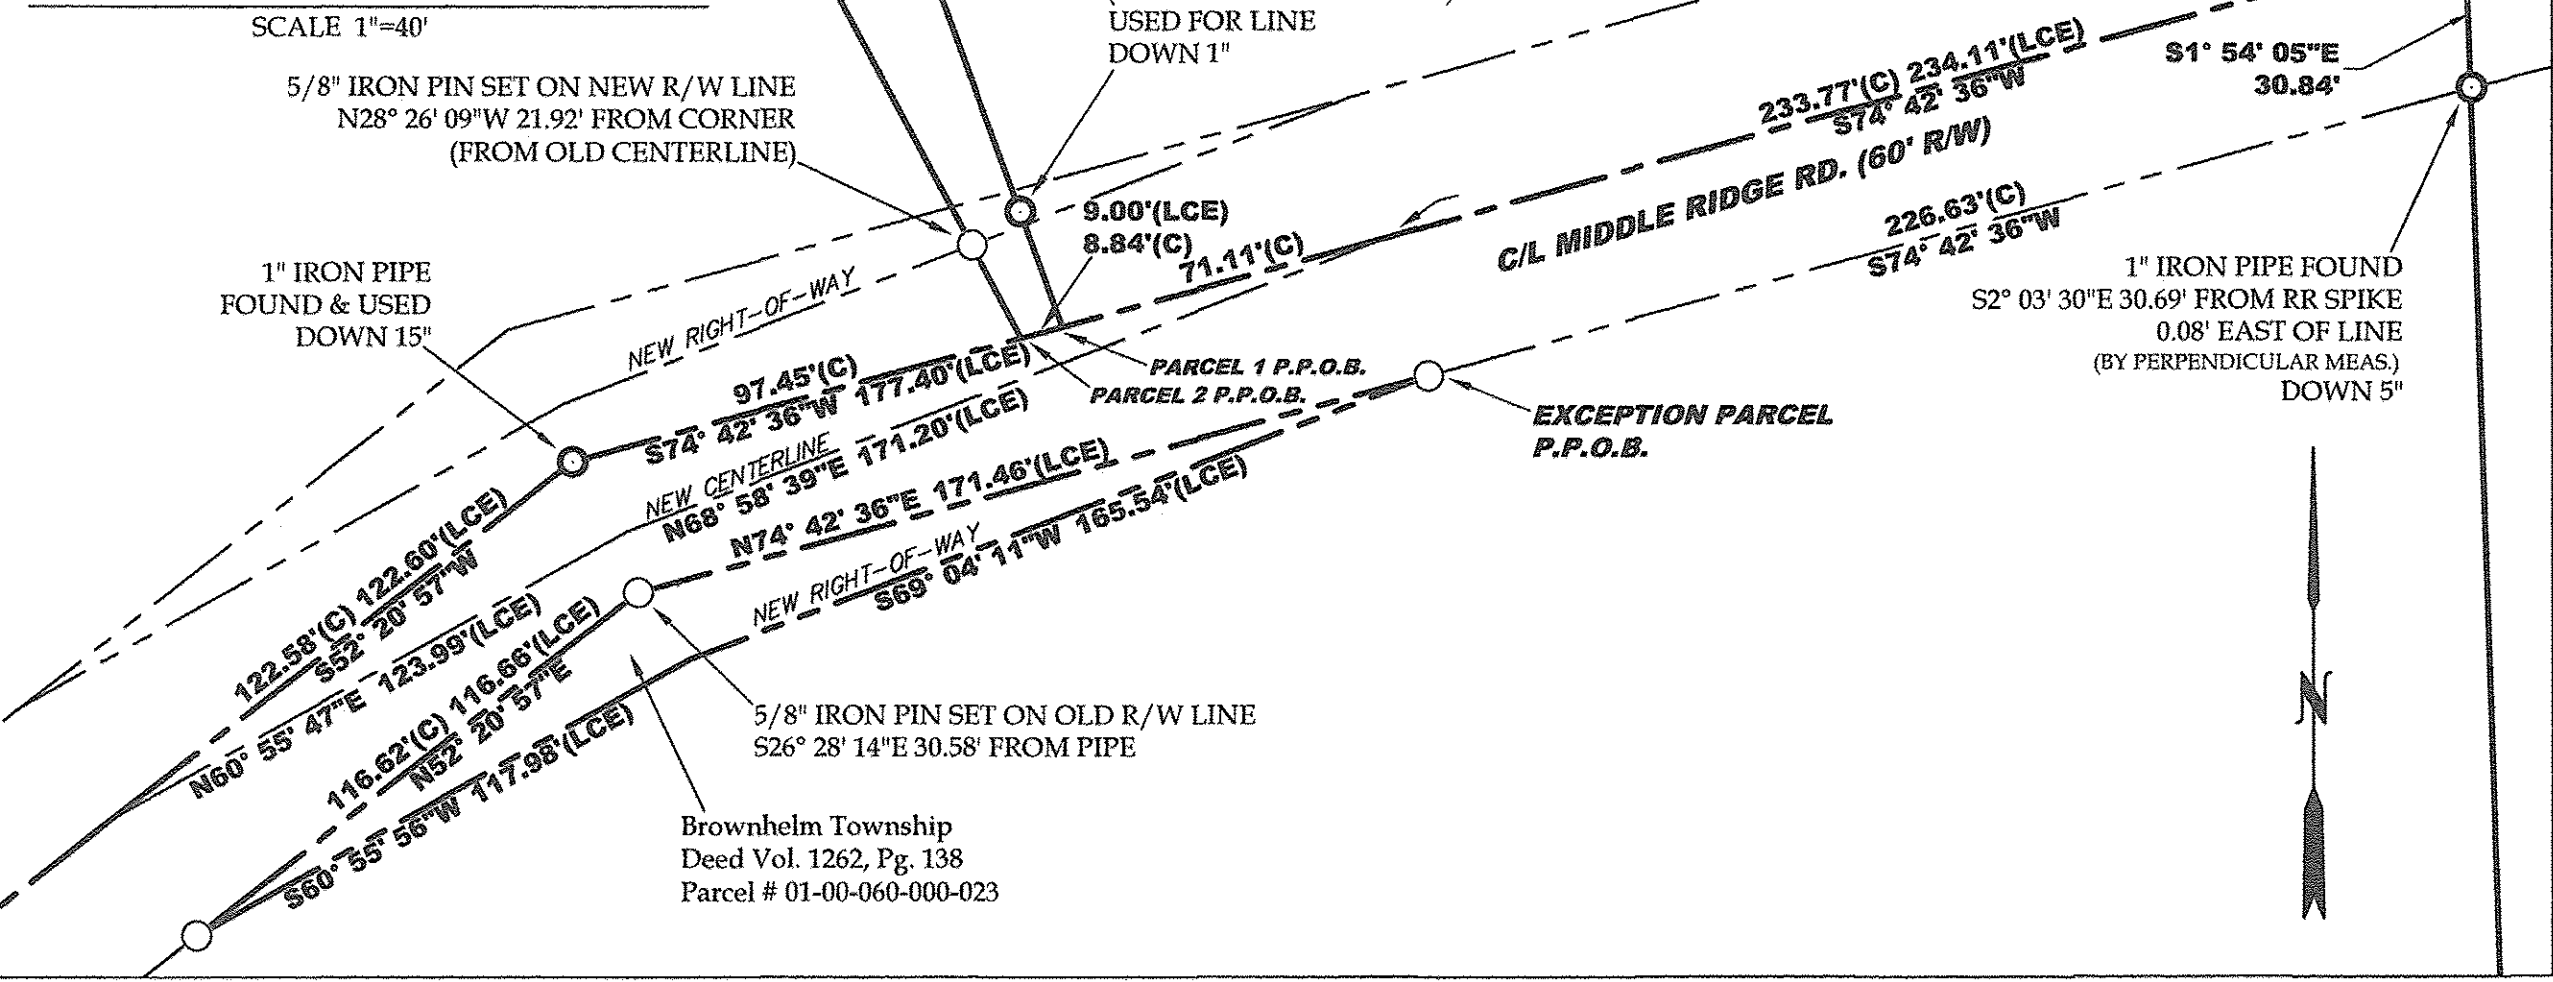 SCALE 1"=40'
USED FOR LINE
DOWN 1"
5/8" IRON PIN SET ON NEW R/W LINE
N28° 26' 09"W 21.92' FROM CORNER
(FROM OLD CENTERLINE)
S1° 54' 05"E
30.84'
233.77'(C) 234.11'(LCE)
S74° 42' 36"W
C/L MIDDLE RIDGE RD. (60' R/W)
226.63'(C)
S74° 42' 36"W
9.00'(LCE)
8.84'(C)
71.11'(C)
1" IRON PIPE
FOUND & USED
DOWN 15"
NEW RIGHT-OF-WAY
1" IRON PIPE FOUND
S2° 03' 30"E 30.69' FROM RR SPIKE
0.08' EAST OF LINE
(BY PERPENDICULAR MEAS.)
DOWN 5"
97.45'(C)
S74° 42' 36"W 177.40'(LCE)
PARCEL 1 P.P.O.B.
PARCEL 2 P.P.O.B.
EXCEPTION PARCEL
P.P.O.B.
NEW CENTERLINE
N68° 58' 39"E 171.20'(LCE)
N74° 42' 36"E 171.46'(LCE)
NEW RIGHT-OF-WAY
S69° 04' 11"W 165.54'(LCE)
122.58'(C) 122.60'(LCE)
S52° 20' 57"W
N60° 55' 47"E 123.99'(LCE)
116.62'(C) 116.66'(LCE)
N52° 20' 57"E
S60° 55' 56"W 117.98'(LCE)
5/8" IRON PIN SET ON OLD R/W LINE
S26° 28' 14"E 30.58' FROM PIPE
N
Brownhelm Township
Deed Vol. 1262, Pg. 138
Parcel # 01-00-060-000-023